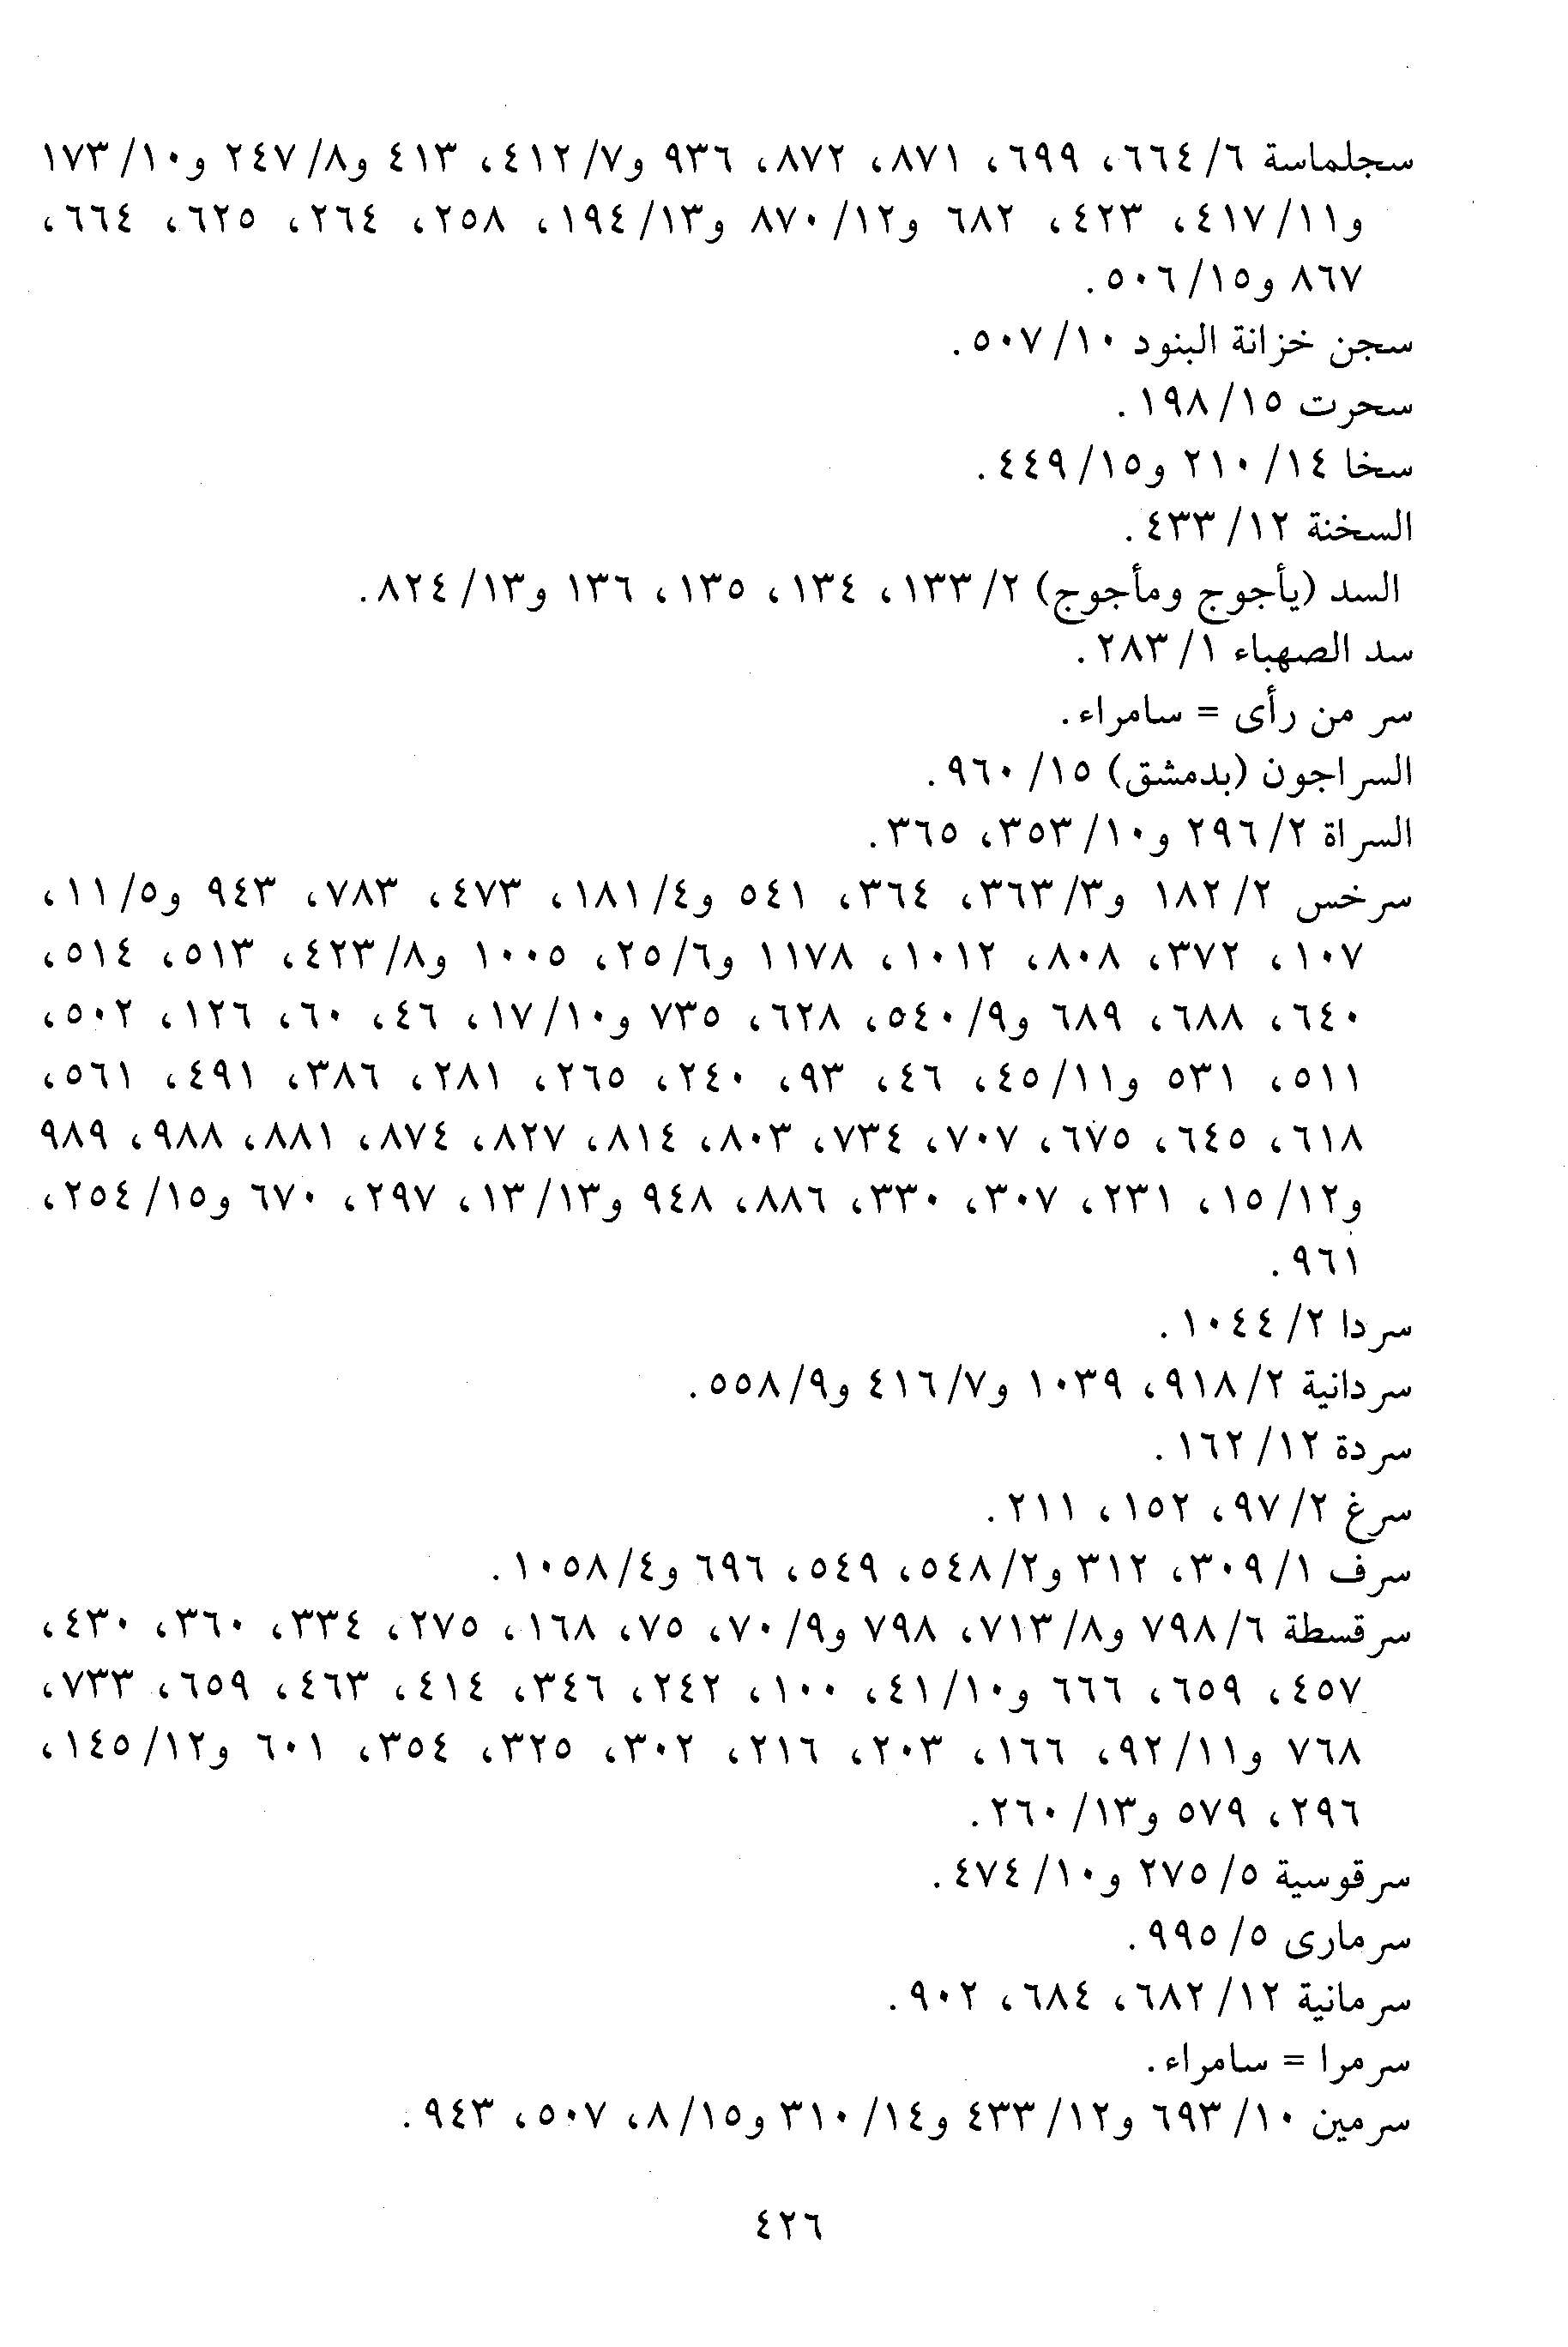 سجلماسة ٦/ ٦٦٤، ٦٩٩، ٨٧١، ٨٧٢، ٩٣٦ و٧/ ٤١٢، ٤١٣ و٨/ ٢٤٧ و١٠/ ١٧٣
و١١/ ٤١٧، ٤٢٣، ٦٨٢ و١٢/ ٨٧٠ و١٣/ ١٩٤، ٢٥٨، ٢٦٤، ٦٢٥، ٦٦٤،
٨٦٧ و١٥/ ٥٠٦.
سجن خزانة البنود ١٠/ ٥٠٧.
سحرت ١٥/ ١٩٨.
سخا ١٤/ ٢١٠ و١٥/ ٤٤٩.
السخنة ١٢/ ٤٣٣.
السد (يأجوج ومأجوج) ٢/ ١٣٣، ١٣٤، ١٣٥، ١٣٦ و١٣/ ٨٢٤.
سد الصهباء ١/ ٢٨٣.
سر من رأى = سامراء.
السراجون (بدمشق) ١٥/ ٩٦٠.
السراة ٢/ ٢٩٦ و١٠/ ٣٥٣، ٣٦٥.
سرخس ٢/ ١٨٢ و٣/ ٣٦٣، ٣٦٤، ٥٤١ و٤/ ١٨١، ٤٧٣، ٧٨٣، ٩٤٣ و٥/ ١١،
١٠٧، ٣٧٢، ٨٠٨، ١٠١٢، ١١٧٨ و٦/ ٢٥، ١٠٠٥ و٨/ ٤٢٣، ٥١٣، ٥١٤،
٦٤٠، ٦٨٨، ٦٨٩ و٩/ ٥٤٠، ٦٢٨، ٧٣٥ و١٠/ ١٧، ٤٦، ٦٠، ١٢٦، ٥٠٢،
٥١١، ٥٣١ و١١/ ٤٥، ٤٦، ٩٣، ٢٤٠، ٢٦٥، ٢٨١، ٣٨٦، ٤٩١، ٥٦١،
٦١٨، ٦٤٥، ٦٧٥، ٧٠٧، ٧٣٤، ٨٠٣، ٨١٤، ٨٢٧، ٨٧٤، ٨٨١، ٩٨٨، ٩٨٩
و١٢/ ١٥، ٢٣١، ٣٠٧، ٣٣٠، ٨٨٦، ٩٤٨ و١٣/ ١٣، ٢٩٧، ٦٧٠ و١٥/ ٢٥٤،
٩٦١.
سردا ٢/ ١٠٤٤.
سردانية ٢/ ٩١٨، ١٠٣٩ و٧/ ٤١٦ و٩/ ٥٥٨.
سردة ١٢/ ١٦٢.
سرغ ٢/ ٩٧، ١٥٢، ٢١١.
سرف ١/ ٣٠٩، ٣١٢ و٢/ ٥٤٨، ٥٤٩، ٦٩٦ و٤/ ١٠٥٨.
سرقسطة ٦/ ٧٩٨ و٨/ ٧١٣، ٧٩٨ و٩/ ٧٠، ٧٥، ١٦٨، ٢٧٥، ٣٣٤، ٣٦٠، ٤٣٠،
٤٥٧، ٦٥٩، ٦٦٦ و١٠/ ٤١، ١٠٠، ٢٤٢، ٣٤٦، ٤١٤، ٤٦٣، ٦٥٩، ٧٣٣،
٧٦٨ و١١/ ٩٢، ١٦٦، ٢٠٣، ٢١٦، ٣٠٢، ٣٢٥، ٣٥٤، ٦٠١ و١٢/ ١٤٥،
٢٩٦، ٥٧٩ و١٣/ ٢٦٠.
سرقوسية ٥/ ٢٧٥ و١٠/ ٤٧٤.
سرمارى ٥/ ٩٩٥.
سرمانية ١٢/ ٦٨٢، ٦٨٤، ٩٠٢.
سرمرا = سامراء.
سرمين ١٠/ ٦٩٣ و١٢/ ٤٣٣ و١٤/ ٣١٠ و١٥/ ٨، ٥٠٧، ٩٤٣.
٤٢٦